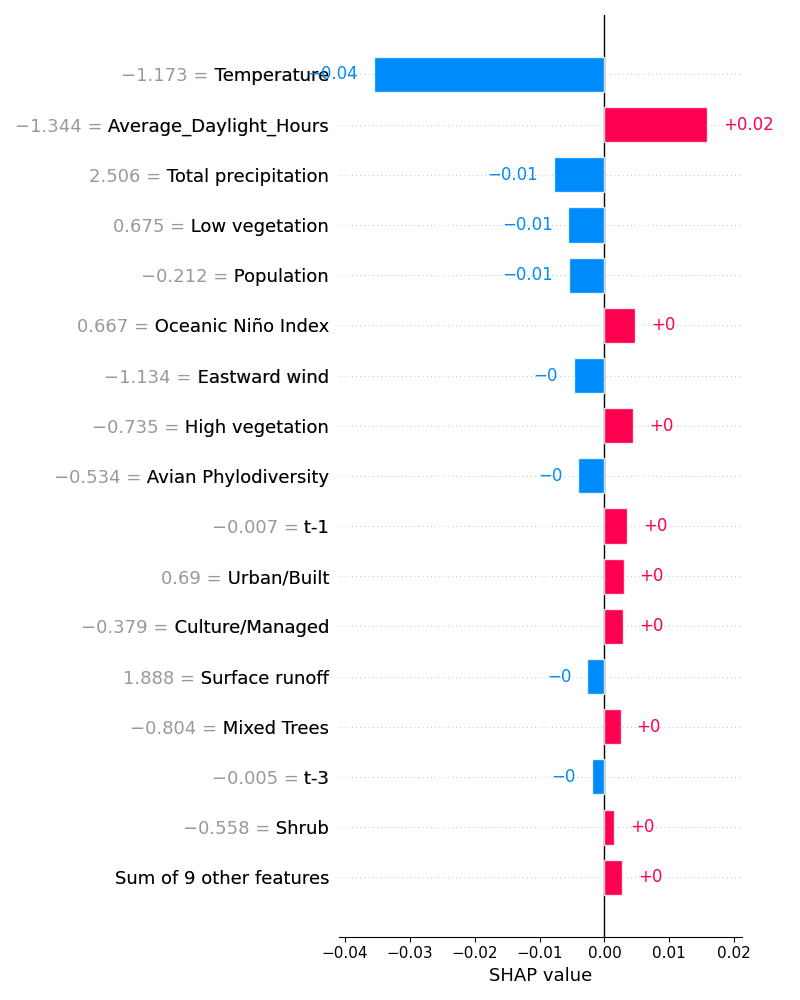 −1.173 = Temperature −0.04
−1.344 = Average_Daylight_Hours +0.02
2.506 = Total precipitation −0.01
0.675 = Low vegetation −0.01
−0.212 = Population −0.01
0.667 = Oceanic Niño Index +0
−1.134 = Eastward wind −0
−0.735 = High vegetation +0
−0.534 = Avian Phylodiversity −0
−0.007 = t-1 +0
0.69 = Urban/Built +0
−0.379 = Culture/Managed +0
1.888 = Surface runoff −0
−0.804 = Mixed Trees +0
−0.005 = t-3 −0
−0.558 = Shrub +0
Sum of 9 other features +0
−0.04 −0.03 −0.02 −0.01 0.00 0.01 0.02
SHAP value